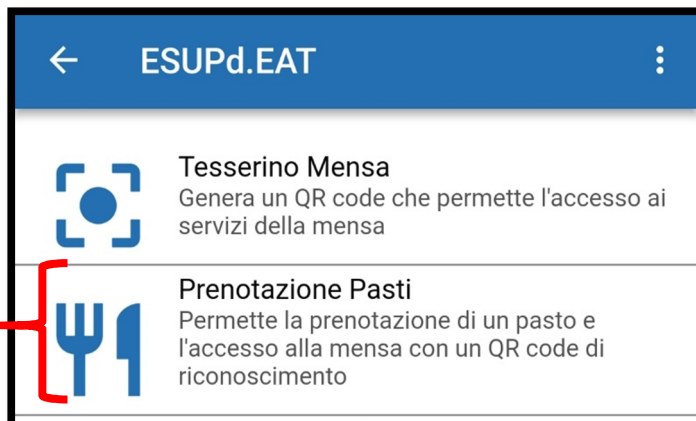 ESUPd.EAT
Tesserino Mensa
Genera un QR code che permette l'accesso ai
servizi della mensa
Prenotazione Pasti
Permette la prenotazione di un pasto e
l'accesso alla mensa con un QR code di
riconoscimento